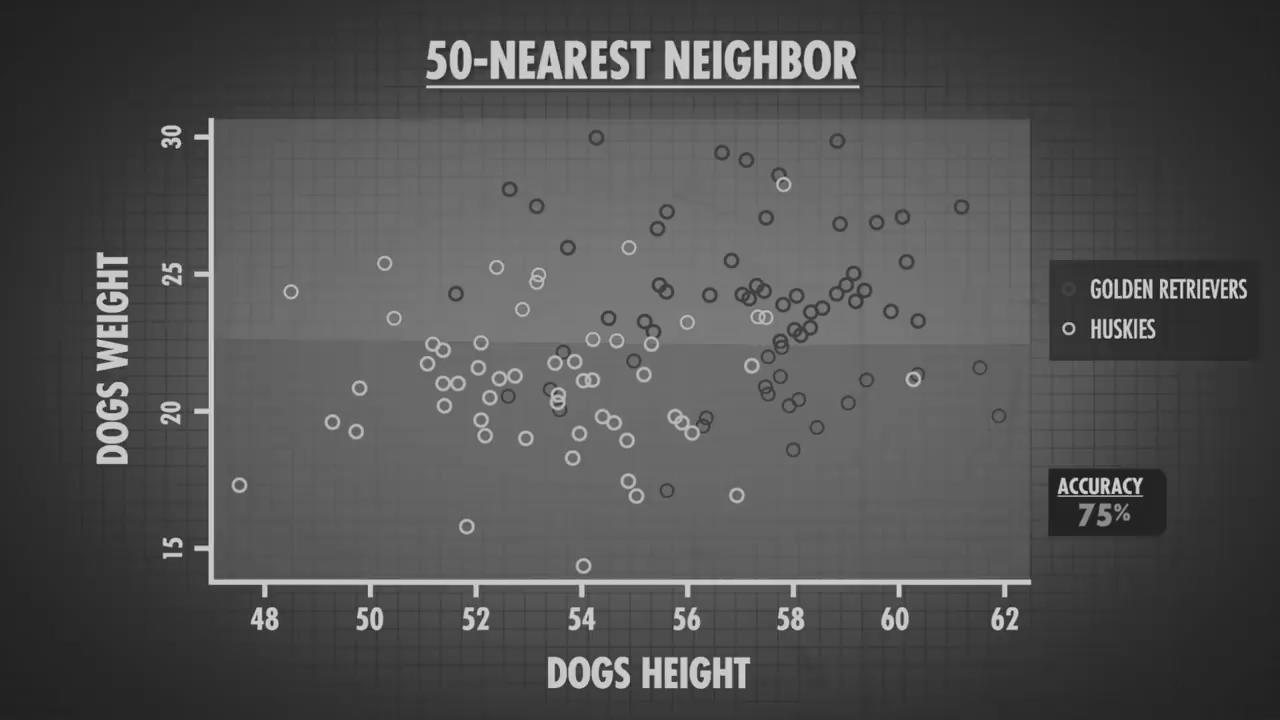 50-NEAREST NEIGHBOR
30
25
20
15
DOGS WEIGHT
48 50 52 54 56 58 60 62
DOGS HEIGHT
GOLDEN RETRIEVERS
HUSKIES
ACCURACY
75%